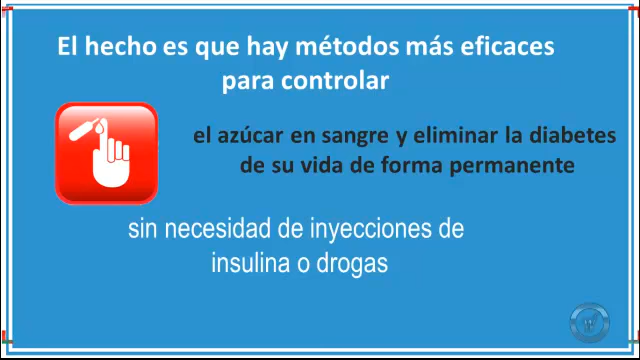 El hecho es que hay métodos más eficaces
para controlar
el azúcar en sangre y eliminar la diabetes
de su vida de forma permanente
sin necesidad de inyecciones de
insulina o drogas